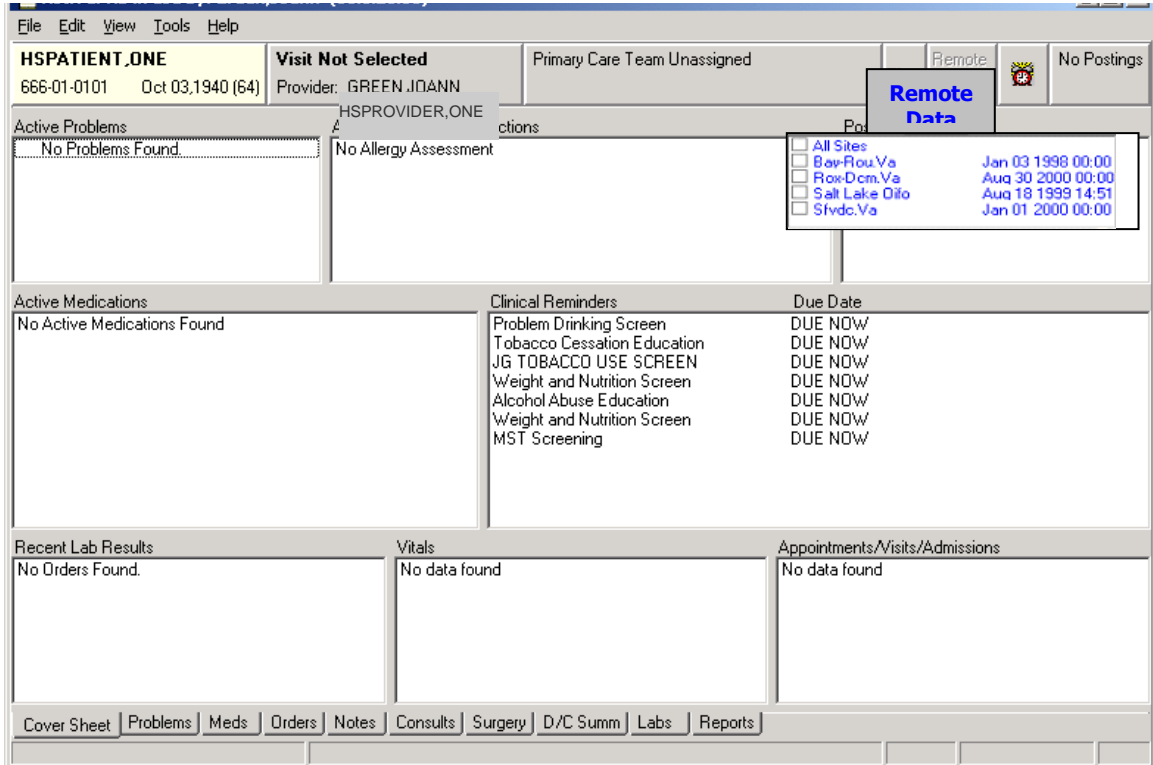 File Edit View Tools Help
HSPATIENT,ONE Visit Not Selected Primary Care Team Unassigned Remote No Postings
666-01-0101 Oct 03,1940 (64) Provider: GREEN,JOANN
Remote
Data
HSPROVIDER,ONE
Active Problems A ctions Pos
No Problems Found. No Allergy Assessment
All Sites
Bay-Rou.Va Jan 03 1998 00:00
Rox-Dcm.Va Aug 30 2000 00:00
Salt Lake Oifo Aug 18 1999 14:51
Sfvdc.Va Jan 01 2000 00:00
Active Medications Clinical Reminders Due Date
No Active Medications Found Problem Drinking Screen DUE NOW
Tobacco Cessation Education DUE NOW
JG TOBACCO USE SCREEN DUE NOW
Weight and Nutrition Screen DUE NOW
Alcohol Abuse Education DUE NOW
Weight and Nutrition Screen DUE NOW
MST Screening DUE NOW
Recent Lab Results Vitals Appointments/Visits/Admissions
No Orders Found. No data found No data found
Cover Sheet Problems Meds Orders Notes Consults Surgery D/C Summ Labs Reports